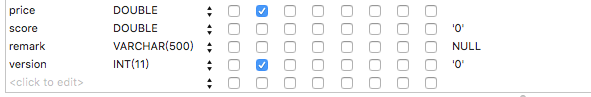 price DOUBLE
score DOUBLE '0'
remark VARCHAR(500) NULL
version INT(11) '0'
<click to edit>